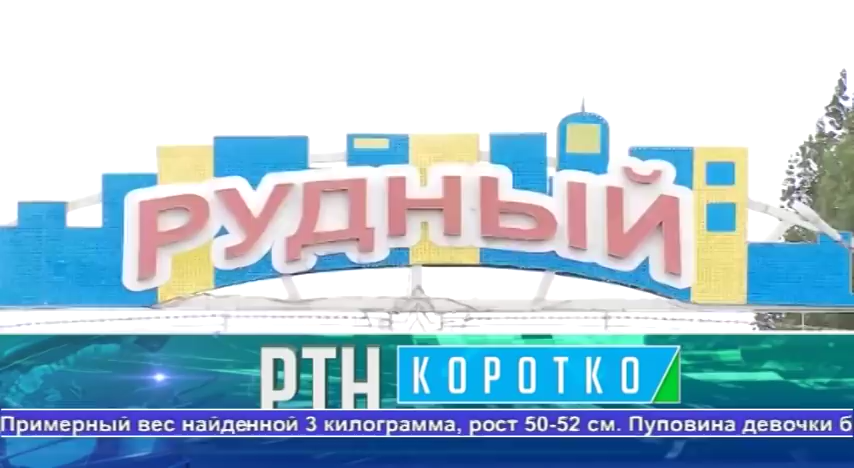 РУДНЫЙ
РТН КОРОТКО
Примерный вес найденной 3 килограмма, рост 50-52 см. Пуповина девочки